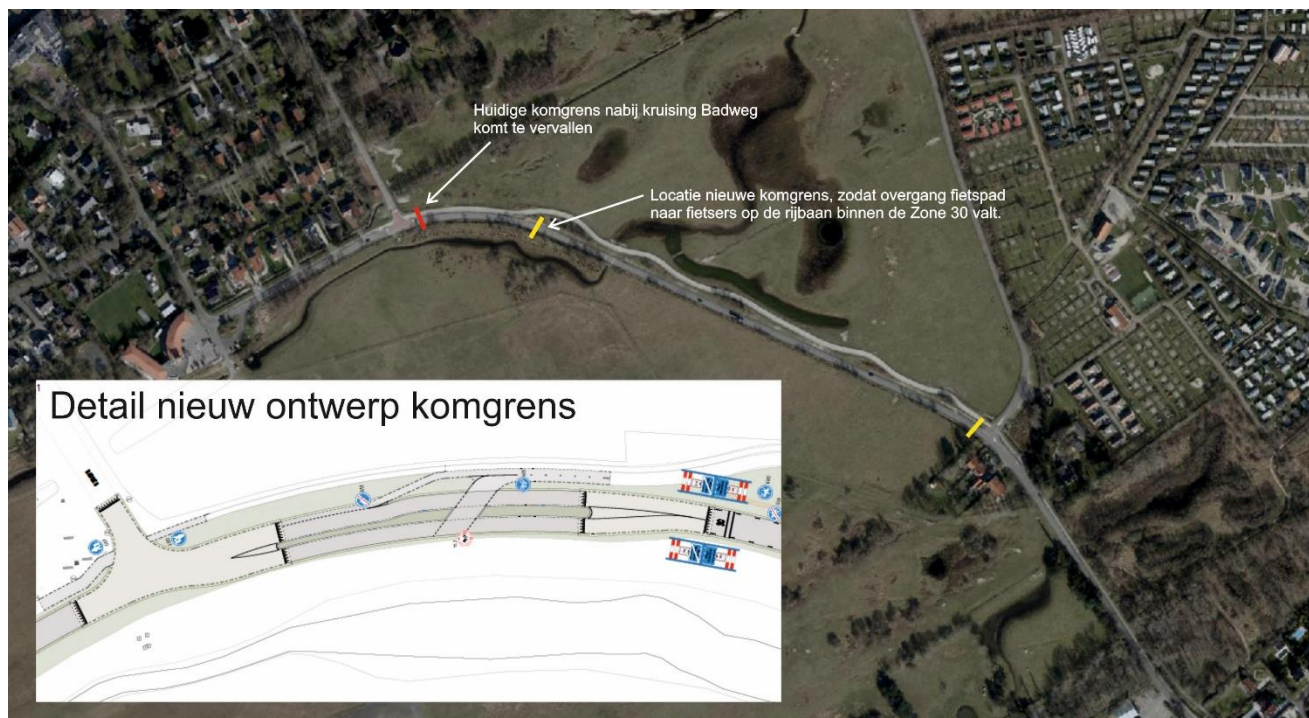 Huidige komgrens nabij kruising Badweg
komt te vervallen
Locatie nieuwe komgrens, zodat overgang fietspad
naar fietsers op de rijbaan binnen de Zone 30 valt.
Detail nieuw ontwerp komgrens